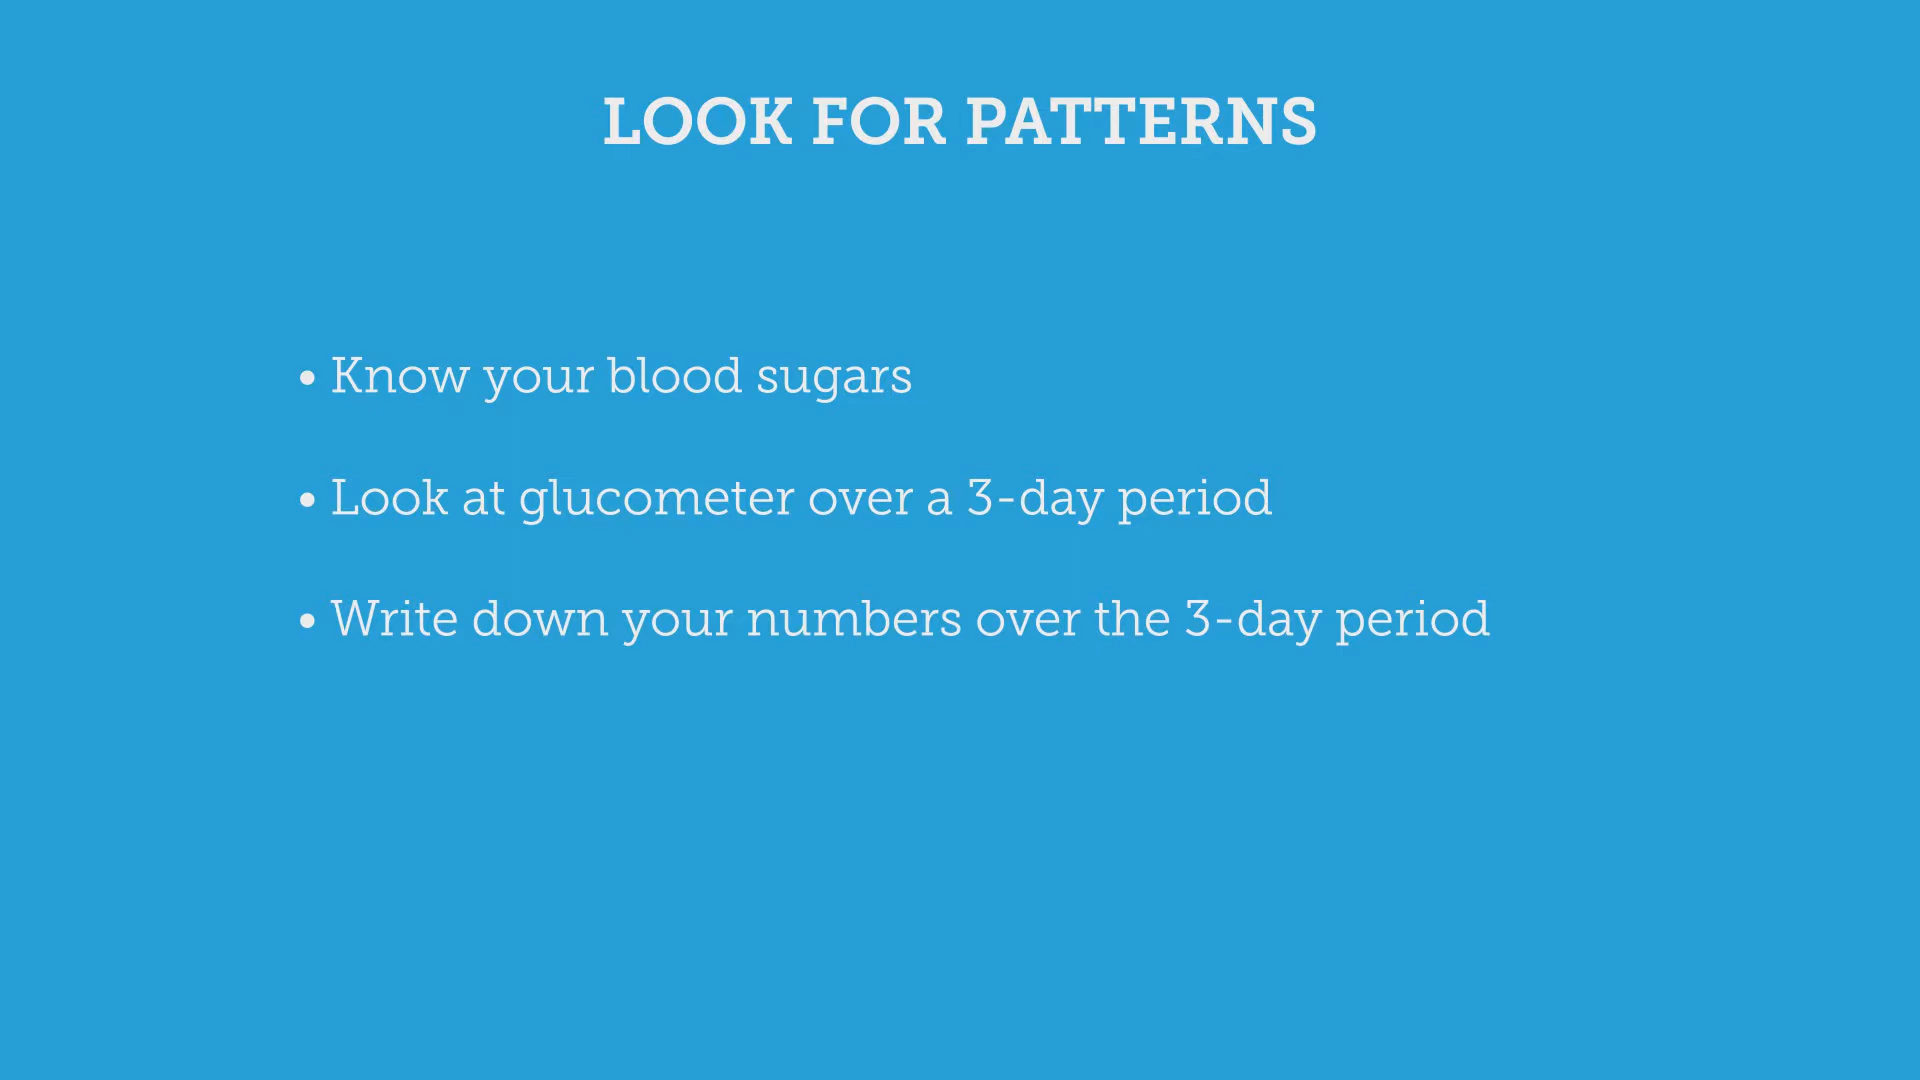 LOOK FOR PATTERNS
• Know your blood sugars
• Look at glucometer over a 3-day period
• Write down your numbers over the 3-day period